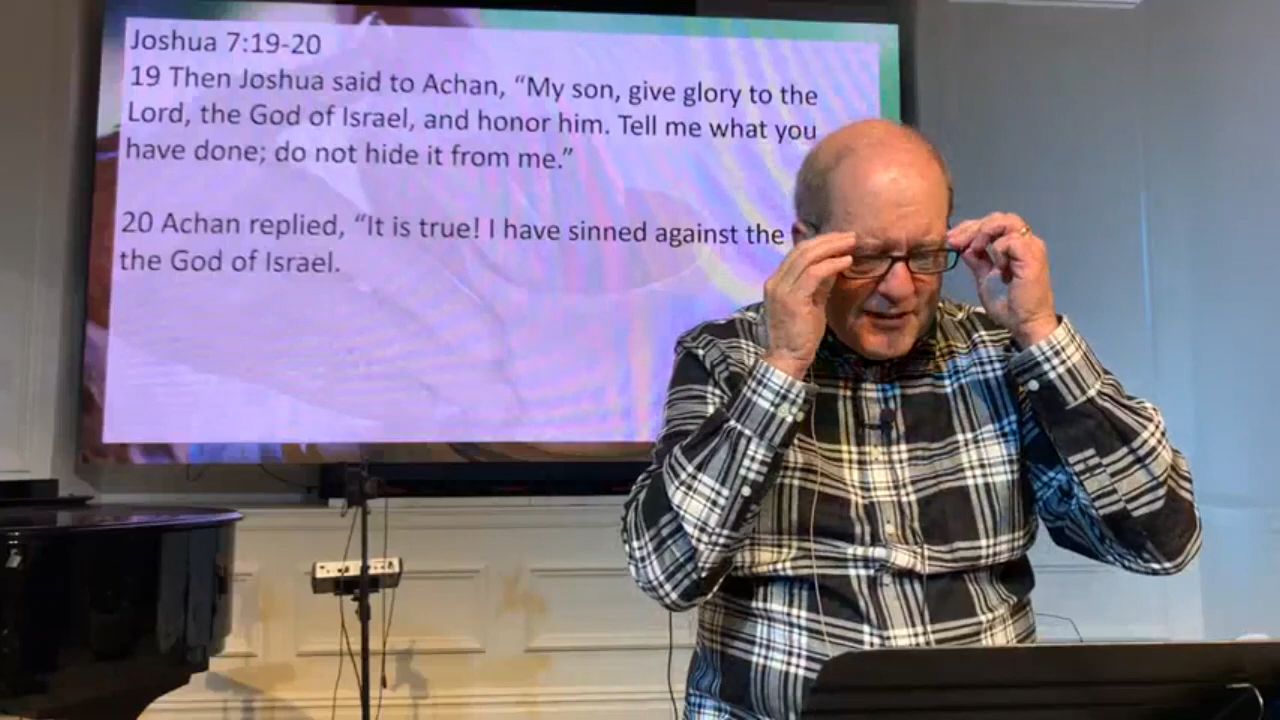 Joshua 7:19-20
19 Then Joshua said to Achan, “My son, give glory to the
Lord, the God of Israel, and honor him. Tell me what you
have done; do not hide it from me.”
20 Achan replied, “It is true! I have sinned against the
the God of Israel.